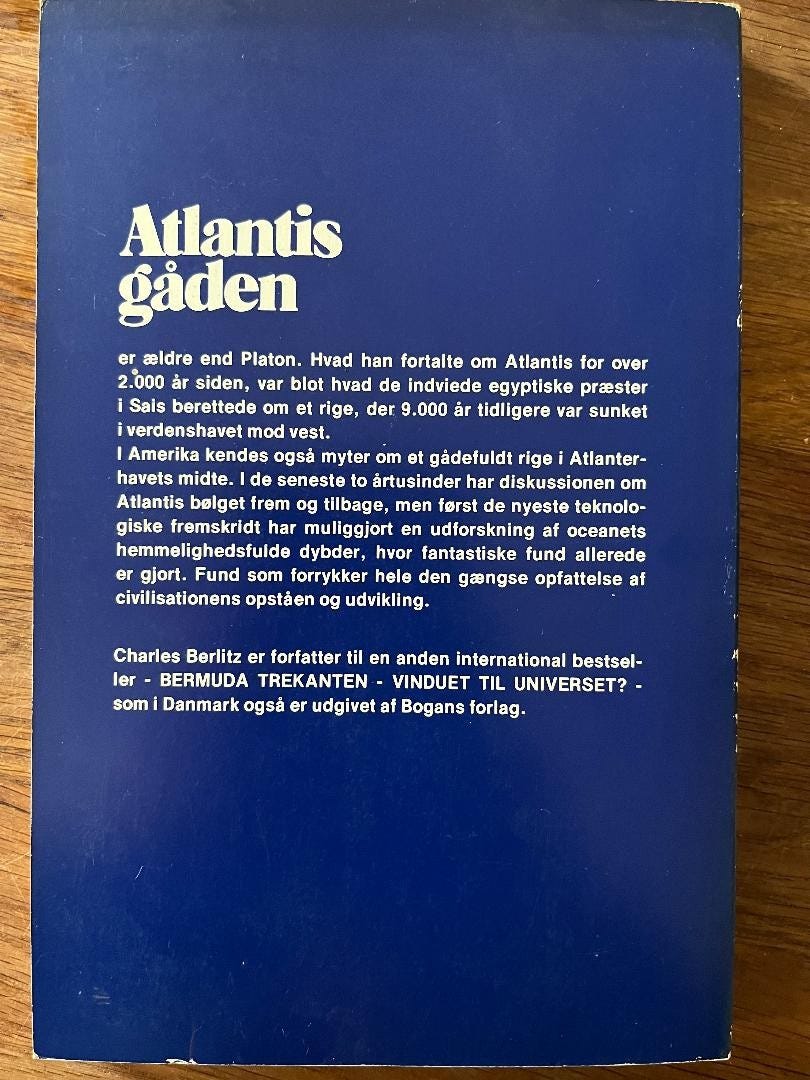 Atlantis
gåden
er ældre end Platon. Hvad han fortalte om Atlantis for over
2.000 år siden, var blot hvad de indviede egyptiske præster
i Sals berettede om et rige, der 9.000 år tidligere var sunket
i verdenshavet mod vest.
I Amerika kendes også myter om et gådefuldt rige i Atlanter-
havets midte. I de seneste to årtusinder har diskussionen om
Atlantis bølget frem og tilbage, men først de nyeste teknolo-
giske fremskridt har muliggjort en udforskning af oceanets
hemmelighedsfulde dybder, hvor fantastiske fund allerede
er gjort. Fund som forrykker hele den gængse opfattelse af
civilisationens opståen og udvikling.
Charles Berlitz er forfatter til en anden international bestsel-
ler - BERMUDA TREKANTEN - VINDUET TIL UNIVERSET? -
som i Danmark også er udgivet af Bogans forlag.